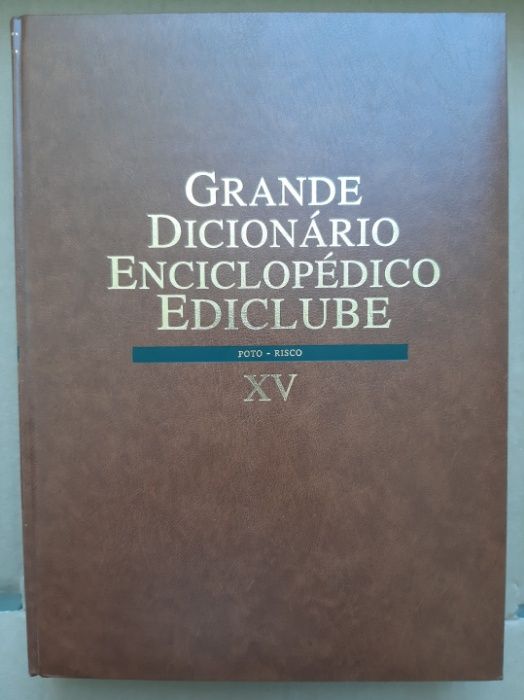 GRANDE
DICIONÁRIO
ENCICLOPÉDICO
EDICLUBE
POTO - RISCO
XV